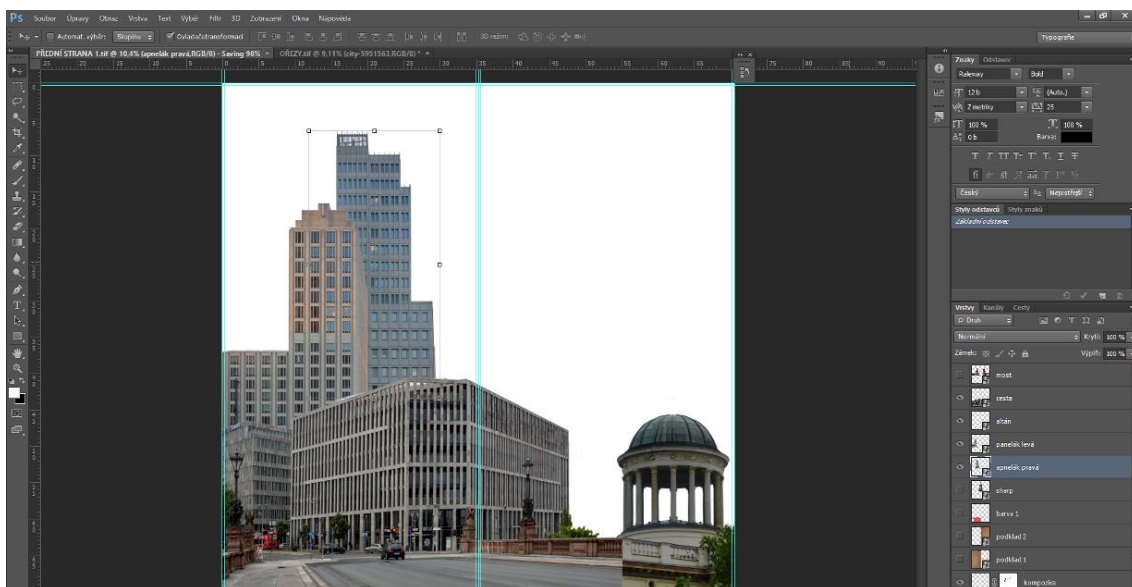 Ps Soubor Úpravy Obraz Vrstva Text Výběr Filtr 3D Zobrazení Okna Nápověda
Automat. výběr: Skupina Ovladačetransformací 3D režim: Typografie
PŘEDNÍ STRANA 1.tif @ 10,4% (apnelák pravá,RGB/8) - Saving 98% × OŘEZY.tif @ 9.11% (city-5951563,RGB/8) * ×
Znaky Odstavec
Raleway Bold
12 b (Auto.)
Z metriky 25
100 % 100 %
0 b Barva:
Český Nejostřejší
Styly odstavců Styly znaků
Základní odstavec
Vrstvy Kanály Cesty
Druh
Normální Krytí: 100 %
Zámek: Výplň: 100 %
most
cesta
altán
panelák levá
apnelák pravá
sharp
barva 1
podklad 2
podklad 1
kompozice